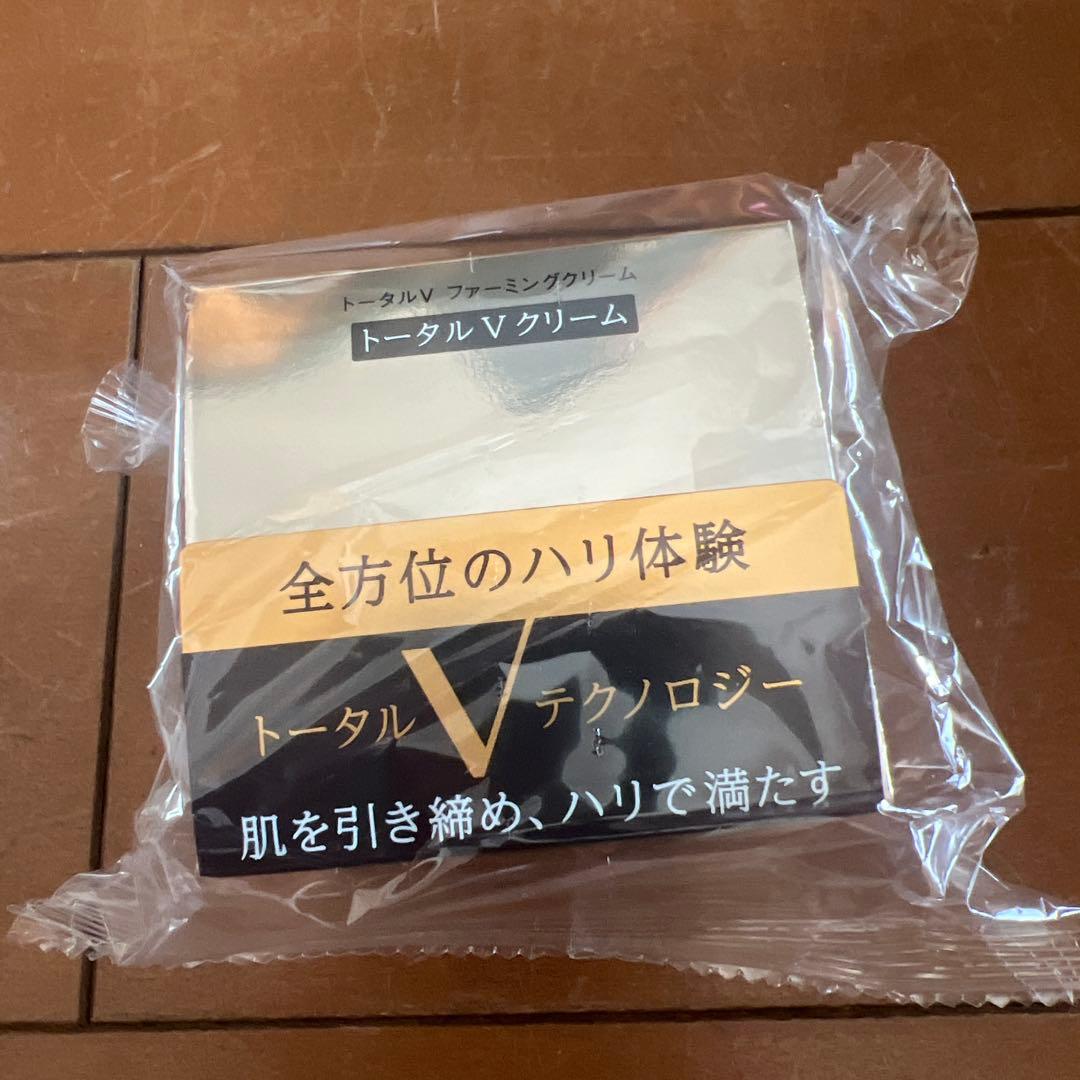 トータルV ファーミングクリーム
トータルVクリーム
全方位のハリ体験
トータルVテクノロジー
肌を引き締め、ハリで満たす